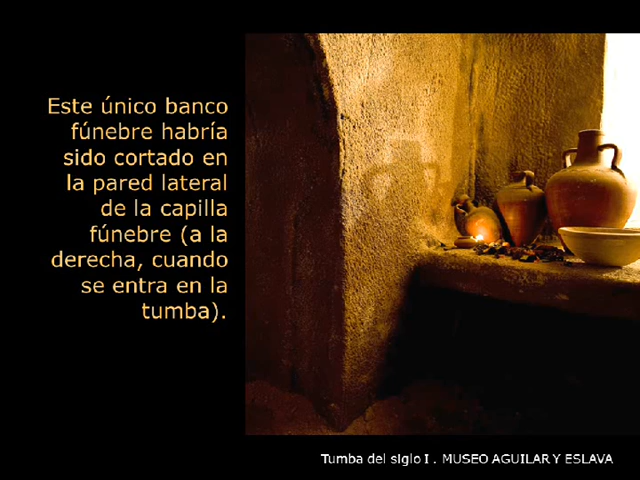 Este único banco
fúnebre habría
sido cortado en
la pared lateral
de la capilla
fúnebre (a la
derecha, cuando
se entra en la
tumba).
Tumba del siglo I . MUSEO AGUILAR Y ESLAVA